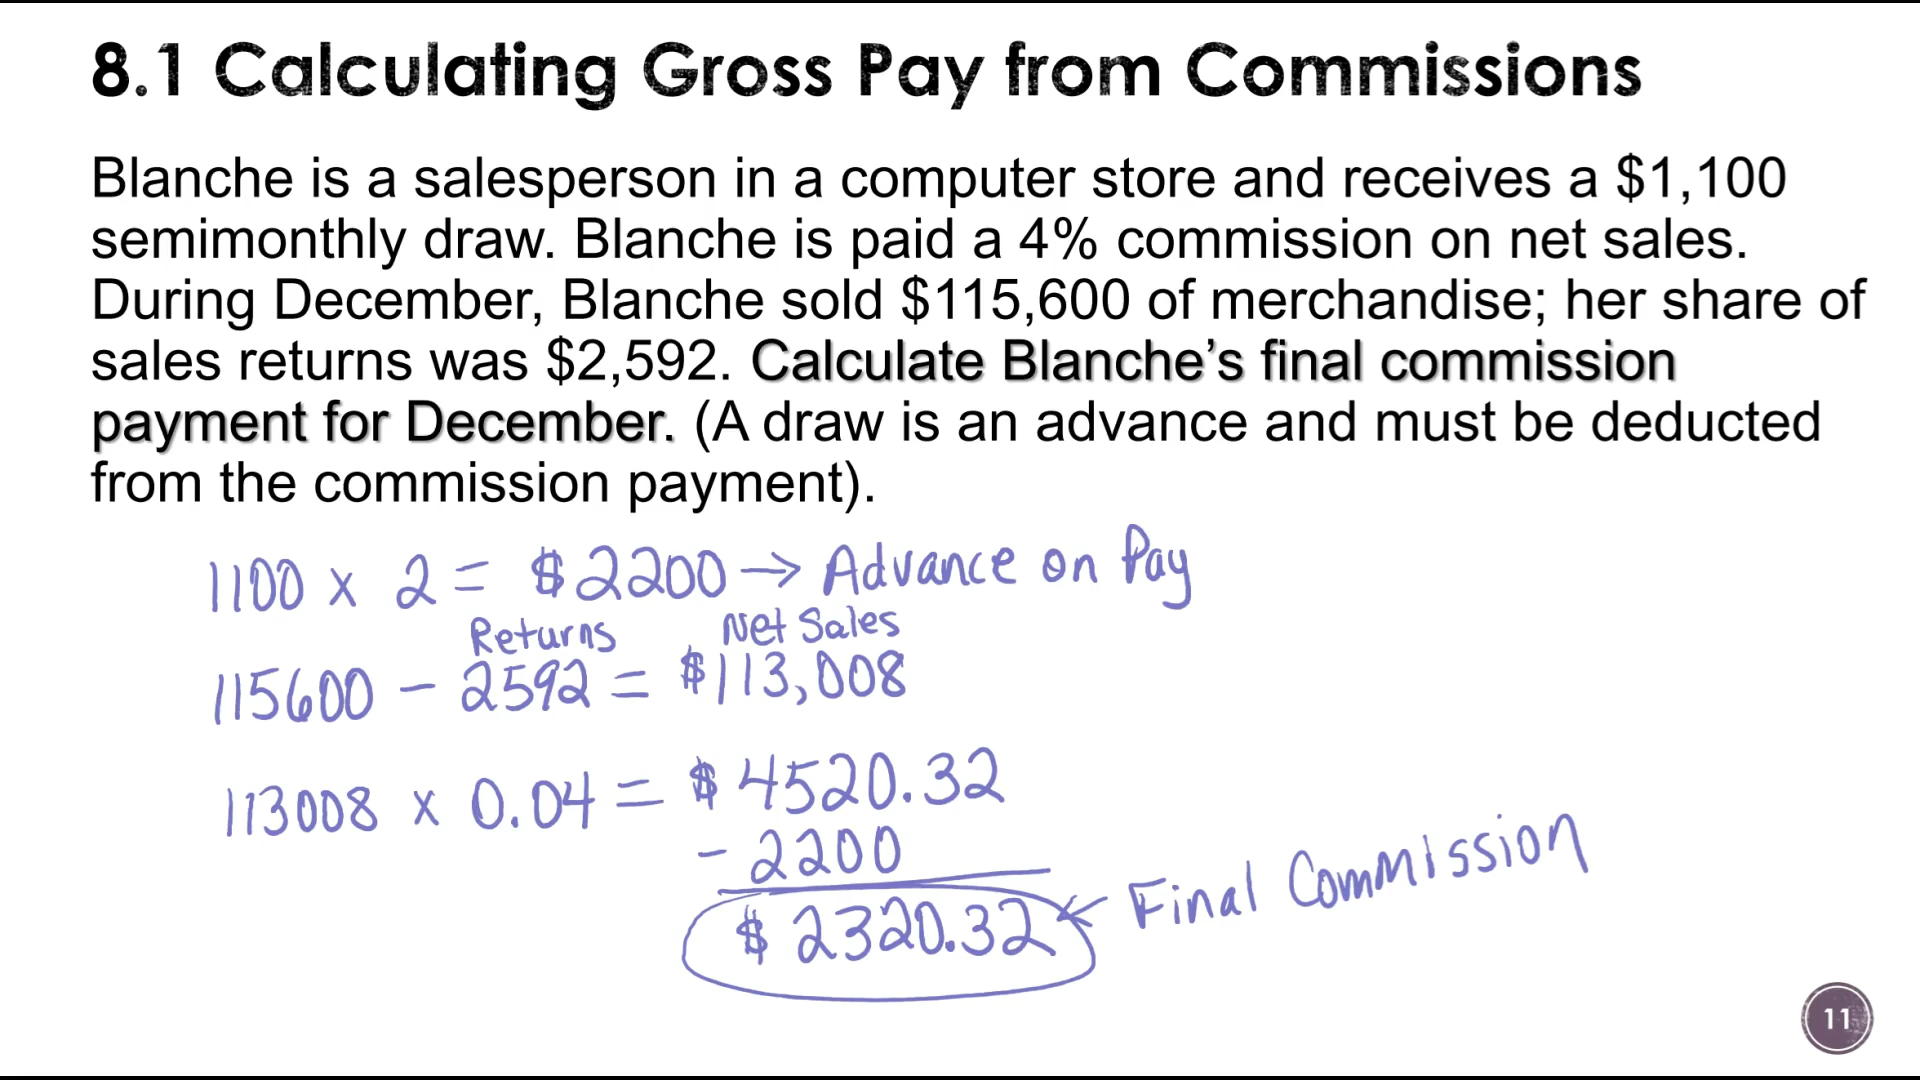 8.1 Calculating Gross Pay from Commissions
Blanche is a salesperson in a computer store and receives a $1,100
semimonthly draw. Blanche is paid a 4% commission on net sales.
During December, Blanche sold $115,600 of merchandise; her share of
sales returns was $2,592. Calculate Blanche’s final commission
payment for December. (A draw is an advance and must be deducted
from the commission payment).
1100 x 2 = $2200 → Advance on Pay
Returns Net Sales
115600 - 2592 = $113,008
113008 x 0.04 = $4520.32
- 2200
$2320.32 ← Final Commission
11